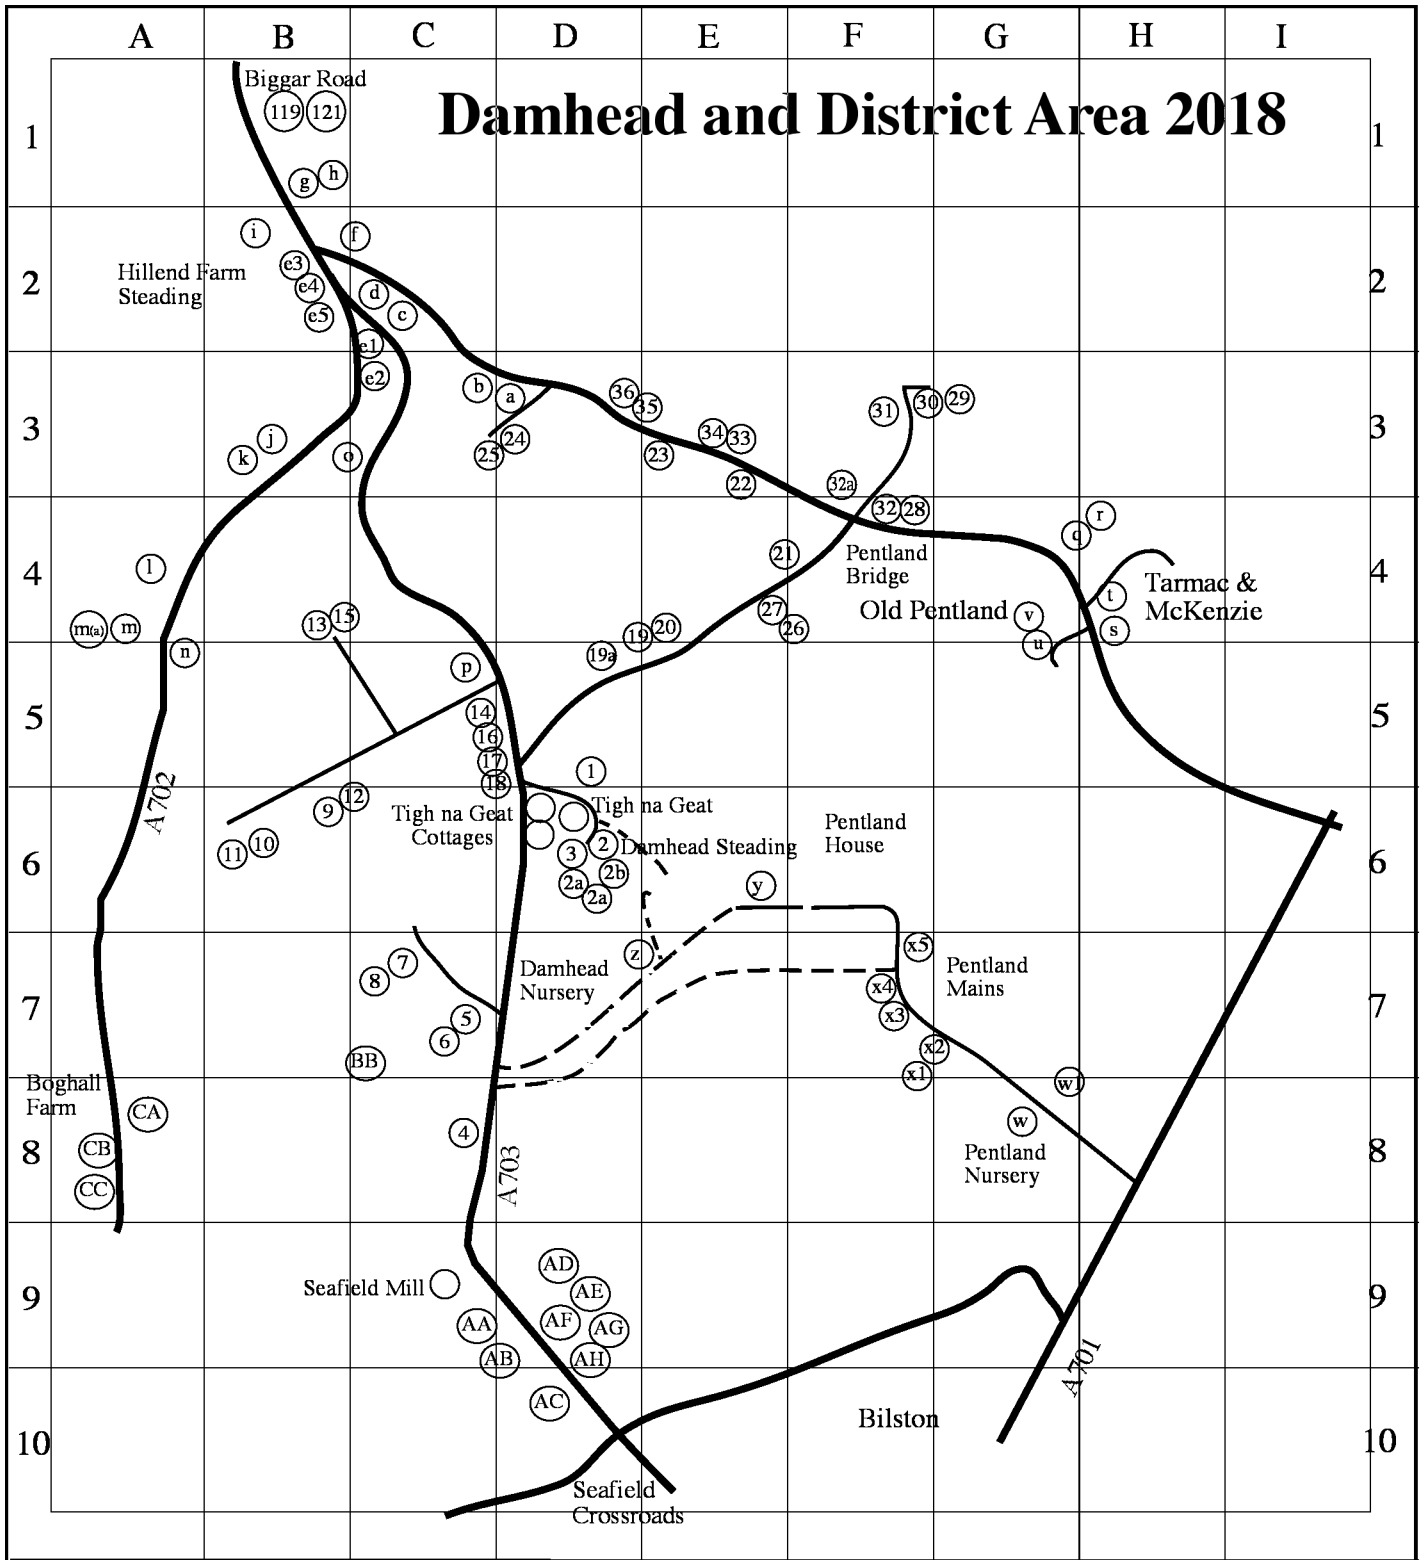 A B C D E F G H I
Biggar Road
Damhead and District Area 2018
119 121
1 1
g h
i f
e3
Hillend Farm
Steading
2 2
e4 d
e5 c
e1
e2
b a 36 35 31 30 29
3 3
j 24 34 33
k o 25 23
22 32a
32 28 r
q
21 Pentland
Bridge
l
4 4
Tarmac &
McKenzie
t
Old Pentland
v
m(a) m 13 15 19 20 27 26 s
u
n p 19a
14
5 5
16
17
18
1
A702
9 12
Tigh na Geat
Cottages
Tigh na Geat
Pentland
House
11 10 3 2
Damhead Steading
6 6
2a 2b
2a
y
z
x5
8 7
Damhead
Nursery
Pentland
Mains
x4
7 7
5 x3
6 x2
BB x1
w1
Boghall
Farm
CA
4 w
8 8
CB
Pentland
Nursery
CC
A703
AD
Seafield Mill
AE
9 9
AA AF AG
AB AH
A701
AC
Bilston
10 10
Seafield
Crossroads